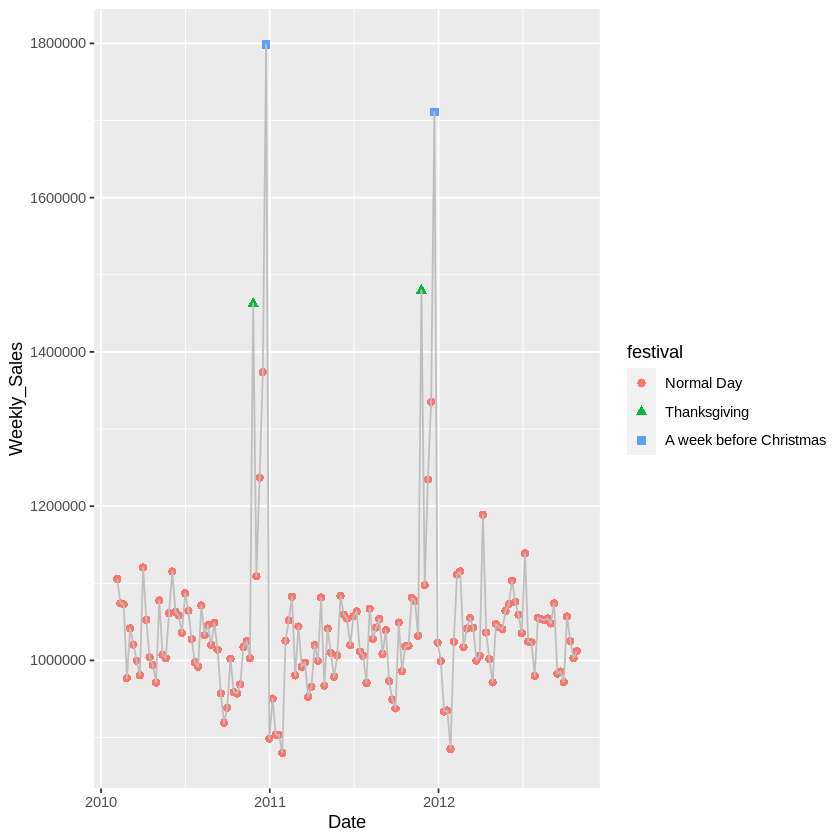 1800000
1600000
1400000
1200000
1000000
Weekly_Sales
2010
2011
2012
Date
festival
Normal Day
Thanksgiving
A week before Christmas